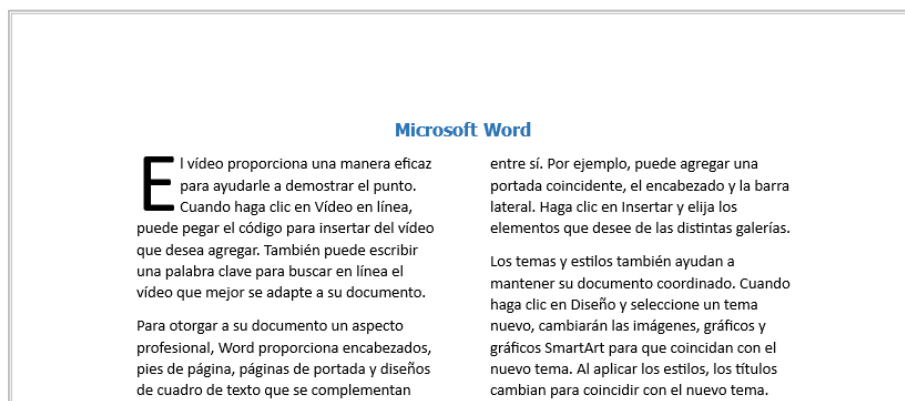 Microsoft Word
El vídeo proporciona una manera eficaz
para ayudarle a demostrar el punto.
Cuando haga clic en Vídeo en línea,
puede pegar el código para insertar del vídeo
que desea agregar. También puede escribir
una palabra clave para buscar en línea el
vídeo que mejor se adapte a su documento.
Para otorgar a su documento un aspecto
profesional, Word proporciona encabezados,
pies de página, páginas de portada y diseños
de cuadro de texto que se complementan
entre sí. Por ejemplo, puede agregar una
portada coincidente, el encabezado y la barra
lateral. Haga clic en Insertar y elija los
elementos que desee de las distintas galerías.
Los temas y estilos también ayudan a
mantener su documento coordinado. Cuando
haga clic en Diseño y seleccione un tema
nuevo, cambiarán las imágenes, gráficos y
gráficos SmartArt para que coincidan con el
nuevo tema. Al aplicar los estilos, los títulos
cambian para coincidir con el nuevo tema.